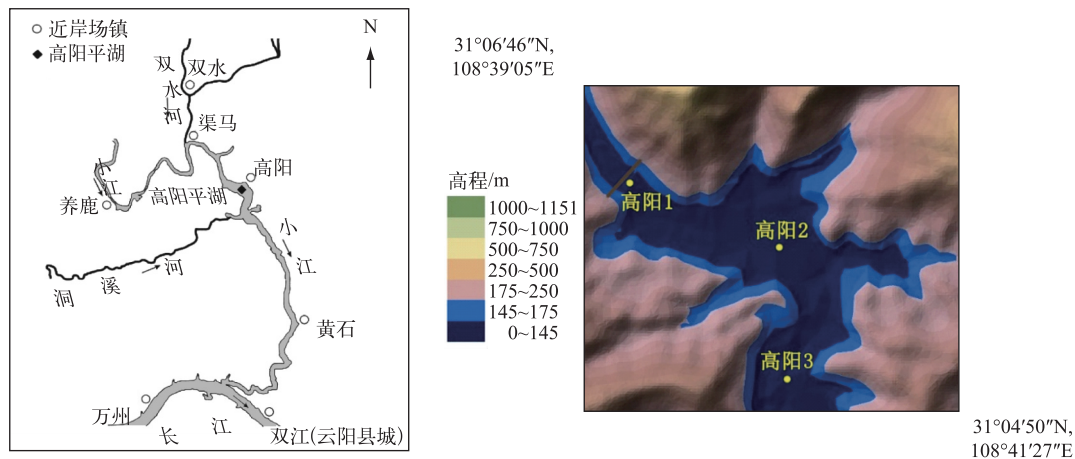 近岸场镇
高阳平湖
N
双水河
双水
渠马
小江
高阳
高阳平湖
养鹿
小江
洞溪河
黄石
万州
长江
双江(云阳县城)
31°06′46″N,
108°39′05″E
高程/m
1000~1151
750~1000
500~750
250~500
175~250
145~175
0~145
高阳1
高阳2
高阳3
31°04′50″N,
108°41′27″E